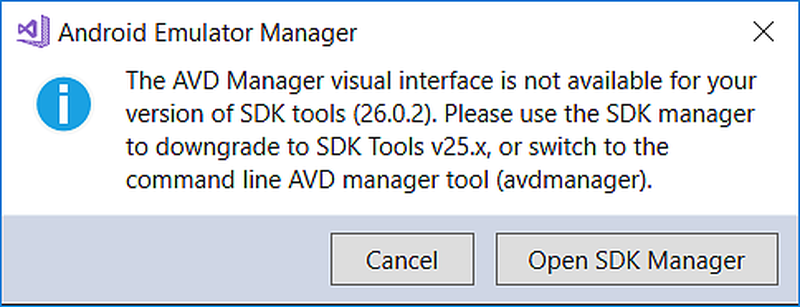 Android Emulator Manager
The AVD Manager visual interface is not available for your
version of SDK tools (26.0.2). Please use the SDK manager
to downgrade to SDK Tools v25.x, or switch to the
command line AVD manager tool (avdmanager).
Cancel
Open SDK Manager